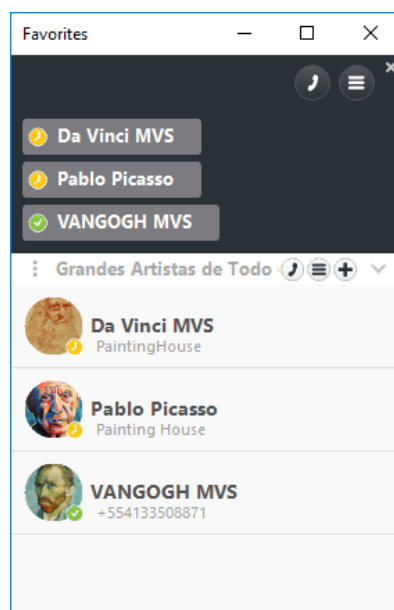 Favorites
Da Vinci MVS
Pablo Picasso
VANGOGH MVS
Grandes Artistas de Todo
Da Vinci MVS
PaintingHouse
Pablo Picasso
Painting House
VANGOGH MVS
+554133508871